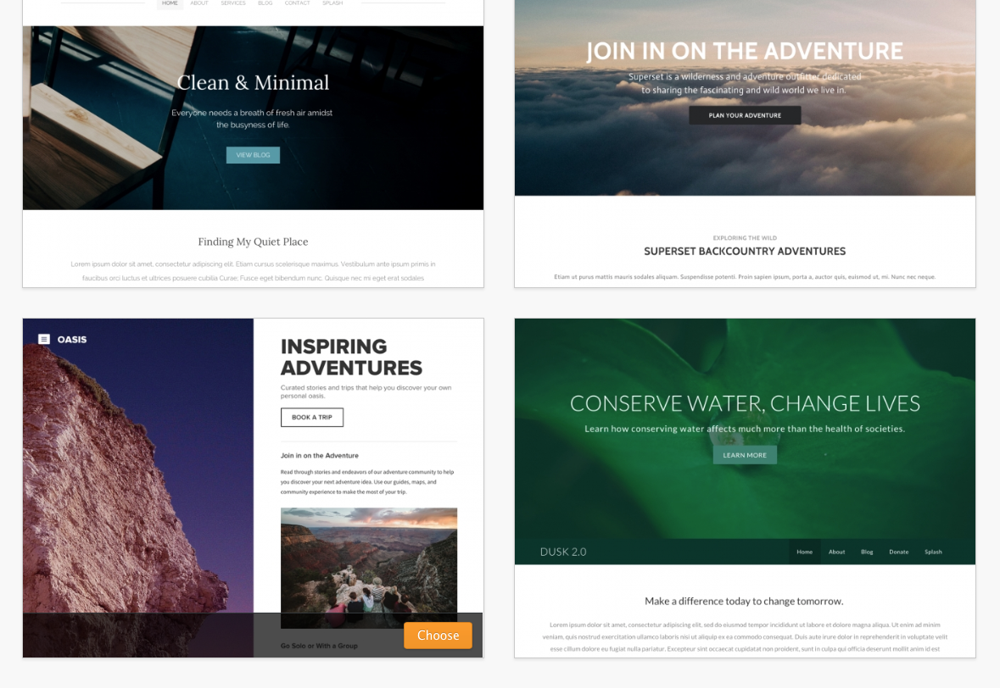 HOME ABOUT SERVICES BLOG CONTACT SPLASH
Clean & Minimal
Everyone needs a breath of fresh air amidst
the busyness of life.
VIEW BLOG
Finding My Quiet Place
Lorem ipsum dolor sit amet, consectetur adipiscing elit. Etiam cursus scelerisque maximus. Vestibulum ante ipsum primis in
faucibus orci luctus et ultrices posuere cubilia Curae; Fusce eget bibendum nunc. Quisque nec mi eget erat sodales
JOIN IN ON THE ADVENTURE
Superset is a wilderness and adventure outfitter dedicated
to sharing the fascinating and wild world we live in.
PLAN YOUR ADVENTURE
EXPLORING THE WILD
SUPERSET BACKCOUNTRY ADVENTURES
Etiam ut purus mattis mauris sodales aliquam. Suspendisse potenti. Proin sapien ipsum, porta a, auctor quis, euismod ut, mi. Nunc nec neque.
OASIS
INSPIRING
ADVENTURES
Curated stories and trips that help you discover your own
personal oasis.
BOOK A TRIP
Join in on the Adventure
Read through stories and endeavors of our adventure community to help
you discover your next adventure idea. Use our guides, maps, and
community experience to make the most of your trip.
Choose
Go Solo or With a Group
CONSERVE WATER, CHANGE LIVES
Learn how conserving water affects much more than the health of societies.
LEARN MORE
DUSK 2.0
Home About Blog Donate Splash
Make a difference today to change tomorrow.
Lorem ipsum dolor sit amet, consectetur adipiscing elit, sed do eiusmod tempor incididunt ut labore et dolore magna aliqua. Ut enim ad minim
veniam, quis nostrud exercitation ullamco laboris nisi ut aliquip ex ea commodo consequat. Duis aute irure dolor in reprehenderit in voluptate velit
esse cillum dolore eu fugiat nulla pariatur. Excepteur sint occaecat cupidatat non proident, sunt in culpa qui officia deserunt mollit anim id est